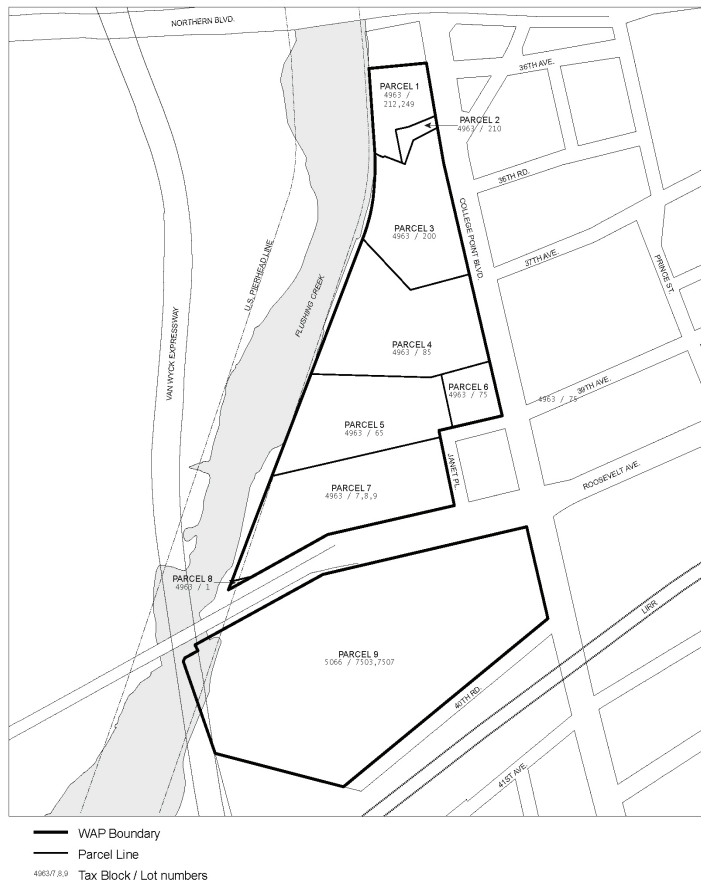 NORTHERN BLVD.
36TH AVE.
PARCEL 1
4963 /
212,249
PARCEL 2
4963 / 210
36TH RD.
COLLEGE POINT BLVD.
PARCEL 3
4963 / 200
37TH AVE.
PRINCE ST.
U.S. PIERHEAD LINE
FLUSHING CREEK
VAN WYCK EXPRESSWAY
PARCEL 4
4963 / 85
PARCEL 6
4963 / 75
39TH AVE.
4963 / 75
PARCEL 5
4963 / 65
JANET PL.
ROOSEVELT AVE.
PARCEL 7
4963 / 7,8,9
PARCEL 8
4963 / 1
LIRR
PARCEL 9
5066 / 7503,7507
40TH RD.
41ST AVE.
WAP Boundary
Parcel Line
4963/7,8,9 Tax Block / Lot numbers